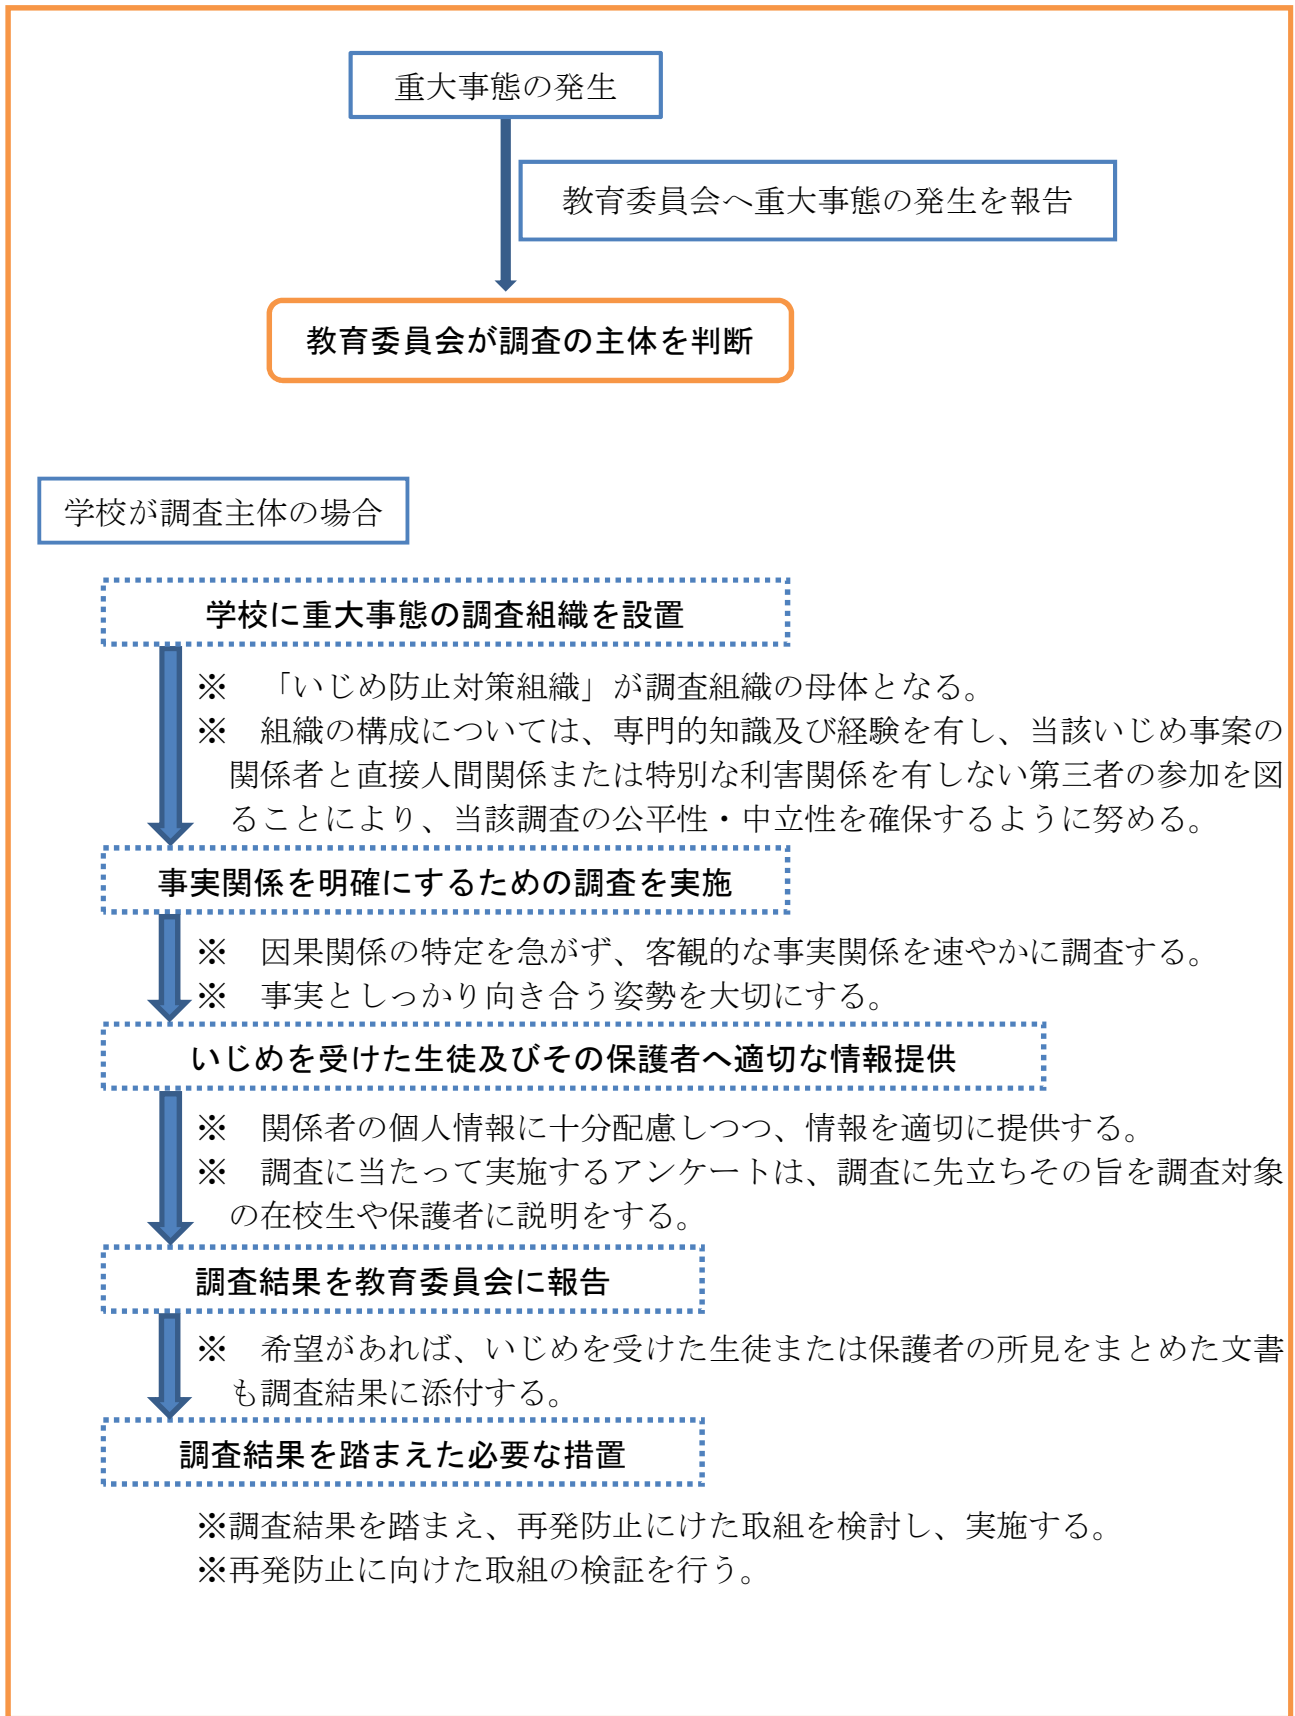 重大事態の発生
教育委員会へ重大事態の発生を報告
教育委員会が調査の主体を判断
学校が調査主体の場合
学校に重大事態の調査組織を設置
※　「いじめ防止対策組織」が調査組織の母体となる。
※　組織の構成については、専門的知識及び経験を有し、当該いじめ事案の
関係者と直接人間関係または特別な利害関係を有しない第三者の参加を図
ることにより、当該調査の公平性・中立性を確保するように努める。
事実関係を明確にするための調査を実施
※　因果関係の特定を急がず、客観的な事実関係を速やかに調査する。
※　事実としっかり向き合う姿勢を大切にする。
いじめを受けた生徒及びその保護者へ適切な情報提供
※　関係者の個人情報に十分配慮しつつ、情報を適切に提供する。
※　調査に当たって実施するアンケートは、調査に先立ちその旨を調査対象
の在校生や保護者に説明をする。
調査結果を教育委員会に報告
※　希望があれば、いじめを受けた生徒または保護者の所見をまとめた文書
も調査結果に添付する。
調査結果を踏まえた必要な措置
※調査結果を踏まえ、再発防止にけた取組を検討し、実施する。
※再発防止に向けた取組の検証を行う。